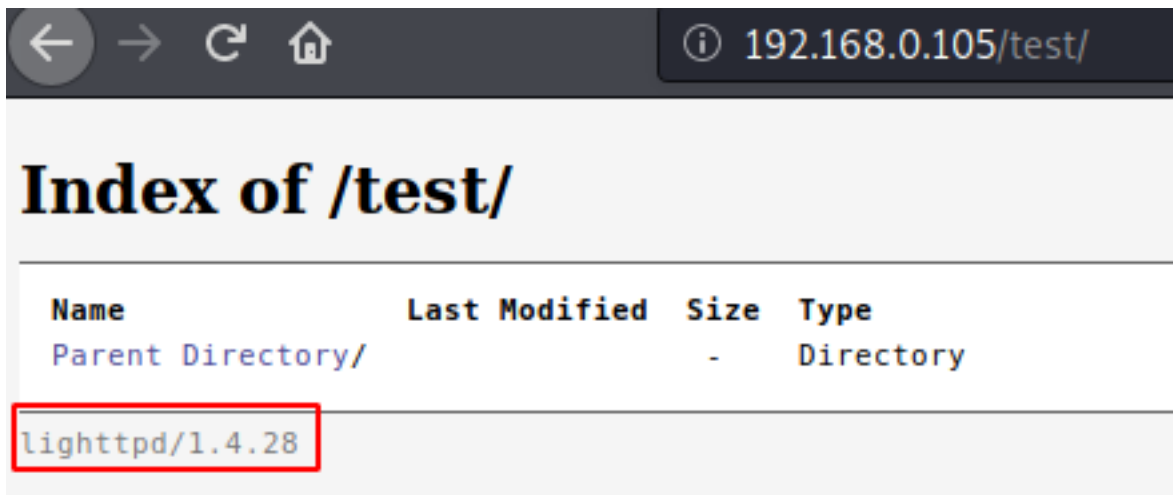 192.168.0.105/test/
Index of /test/
Name Last Modified Size Type
Parent Directory/ - Directory
lighttpd/1.4.28